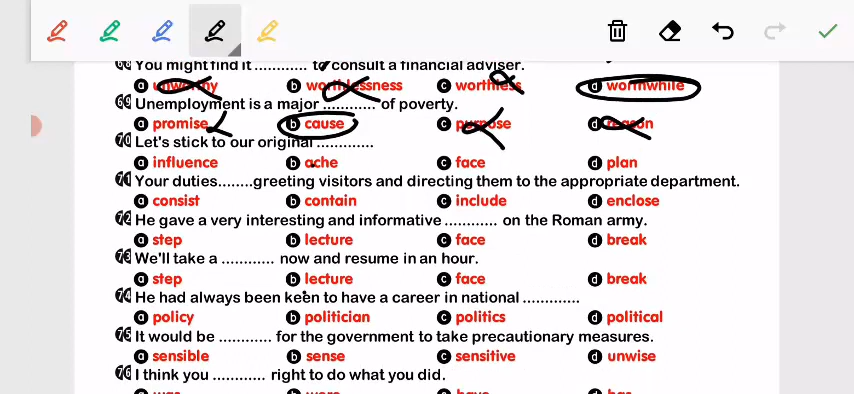 68 You might find it ............ to consult a financial adviser.
a unworthy b worthlessness c worthless d worthwhile
69 Unemployment is a major ............ of poverty.
a promise b cause c purpose d reason
70 Let's stick to our original ............
a influence b ache c face d plan
71 Your duties........greeting visitors and directing them to the appropriate department.
a consist b contain c include d enclose
72 He gave a very interesting and informative ............ on the Roman army.
a step b lecture c face d break
73 We'll take a ............ now and resume in an hour.
a step b lecture c face d break
74 He had always been keen to have a career in national .............
a policy b politician c politics d political
75 It would be ............ for the government to take precautionary measures.
a sensible b sense c sensitive d unwise
76 I think you ............ right to do what you did.
a was b were c have d has